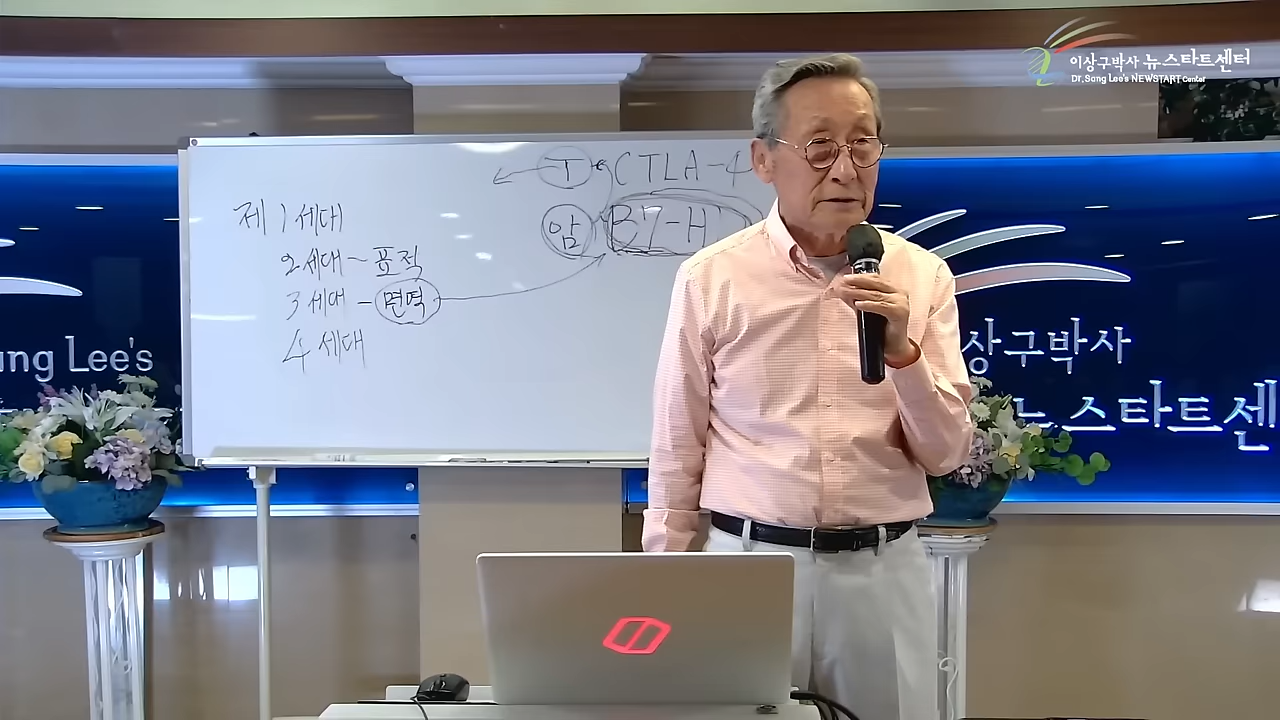 이상구박사 뉴스타트센터
Dr.Sang Lee's NEWSTART Center
T CTLA-4
암 B7-H
제 1세대
2세대 - 표적
3세대 - 면역
4세대
ang Lee's
상구박사
뉴스타트센